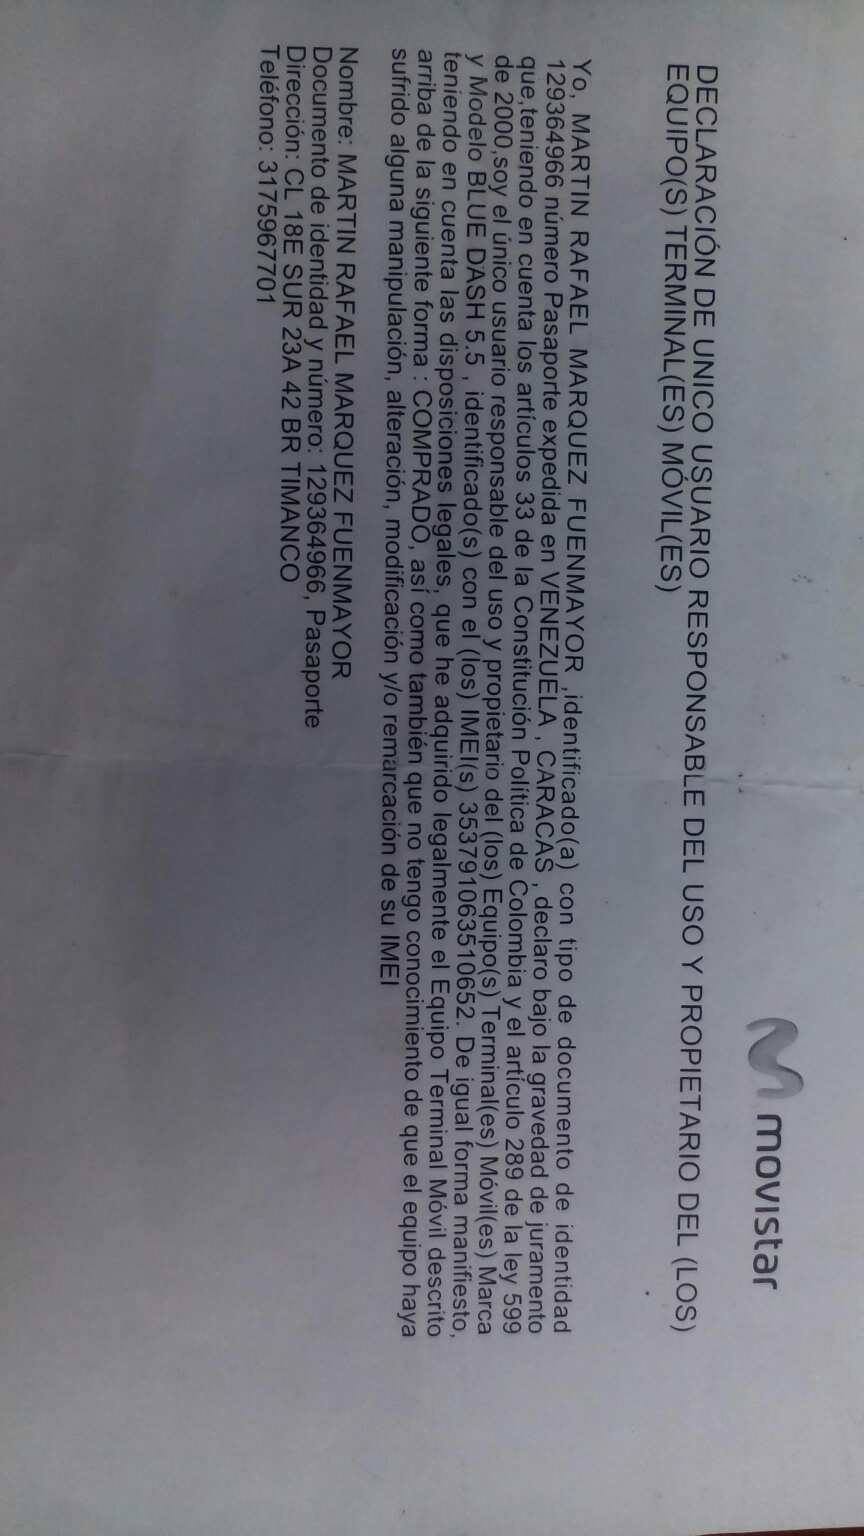 movistar
DECLARACIÓN DE UNICO USUARIO RESPONSABLE DEL USO Y PROPIETARIO DEL (LOS)
EQUIPO(S) TERMINAL(ES) MÓVIL(ES)
Yo, MARTIN RAFAEL MARQUEZ FUENMAYOR ,identificado(a) con tipo de documento de identidad
129364966 número Pasaporte expedida en VENEZUELA , CARACAS , declaro bajo la gravedad de juramento
que,teniendo en cuenta los artículos 33 de la Constitución Política de Colombia y el artículo 289 de la ley 599
de 2000,soy el único usuario responsable del uso y propietario del (los) Equipo(s) Terminal(es) Móvil(es) Marca
y Modelo BLUE DASH 5.5 , identificado(s) con el (los) IMEI(s) 353791063510652. De igual forma manifiesto,
teniendo en cuenta las disposiciones legales, que he adquirido legalmente el Equipo Terminal Móvil descrito
arriba de la siguiente forma : COMPRADO, así como también que no tengo conocimiento de que el equipo haya
sufrido alguna manipulación, alteración, modificación y/o remarcación de su IMEI
Nombre: MARTIN RAFAEL MARQUEZ FUENMAYOR
Documento de identidad y número: 129364966, Pasaporte
Dirección: CL 18E SUR 23A 42 BR TIMANCO
Teléfono: 3175967701